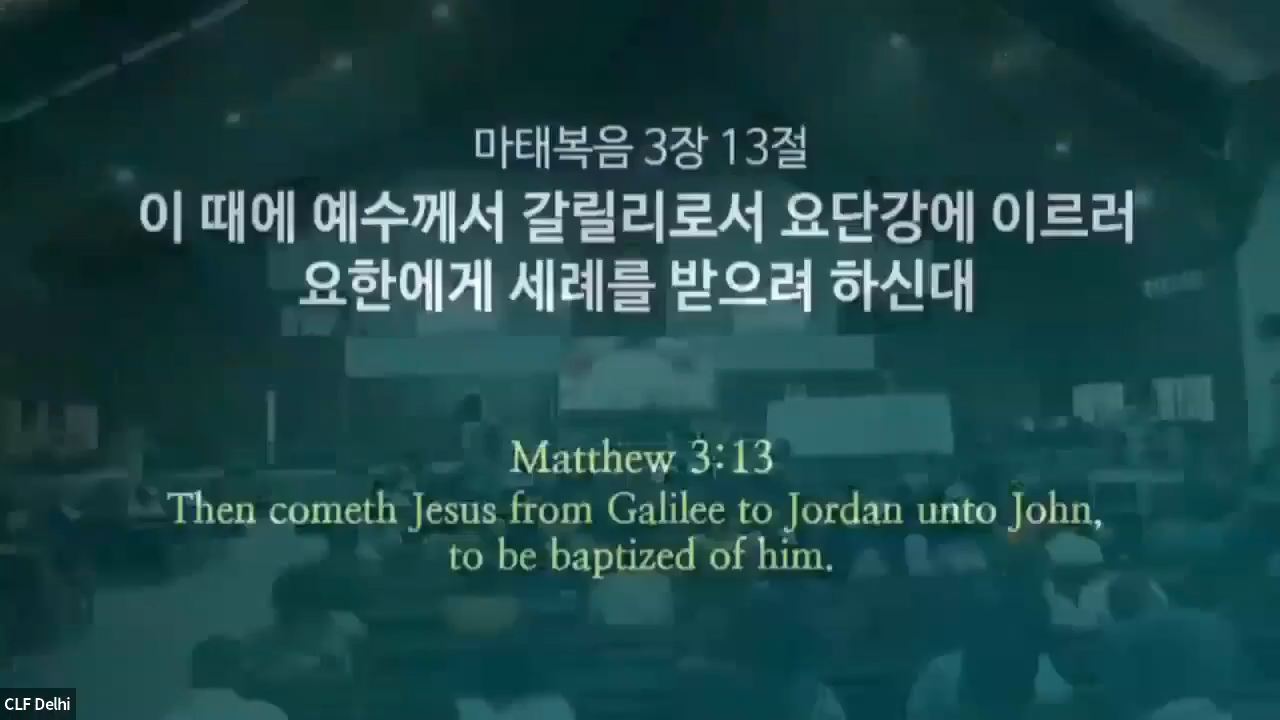 마태복음 3장 13절
이 때에 예수께서 갈릴리로서 요단강에 이르러
요한에게 세례를 받으려 하신대
Matthew 3:13
Then cometh Jesus from Galilee to Jordan unto John,
to be baptized of him.
CLF Delhi